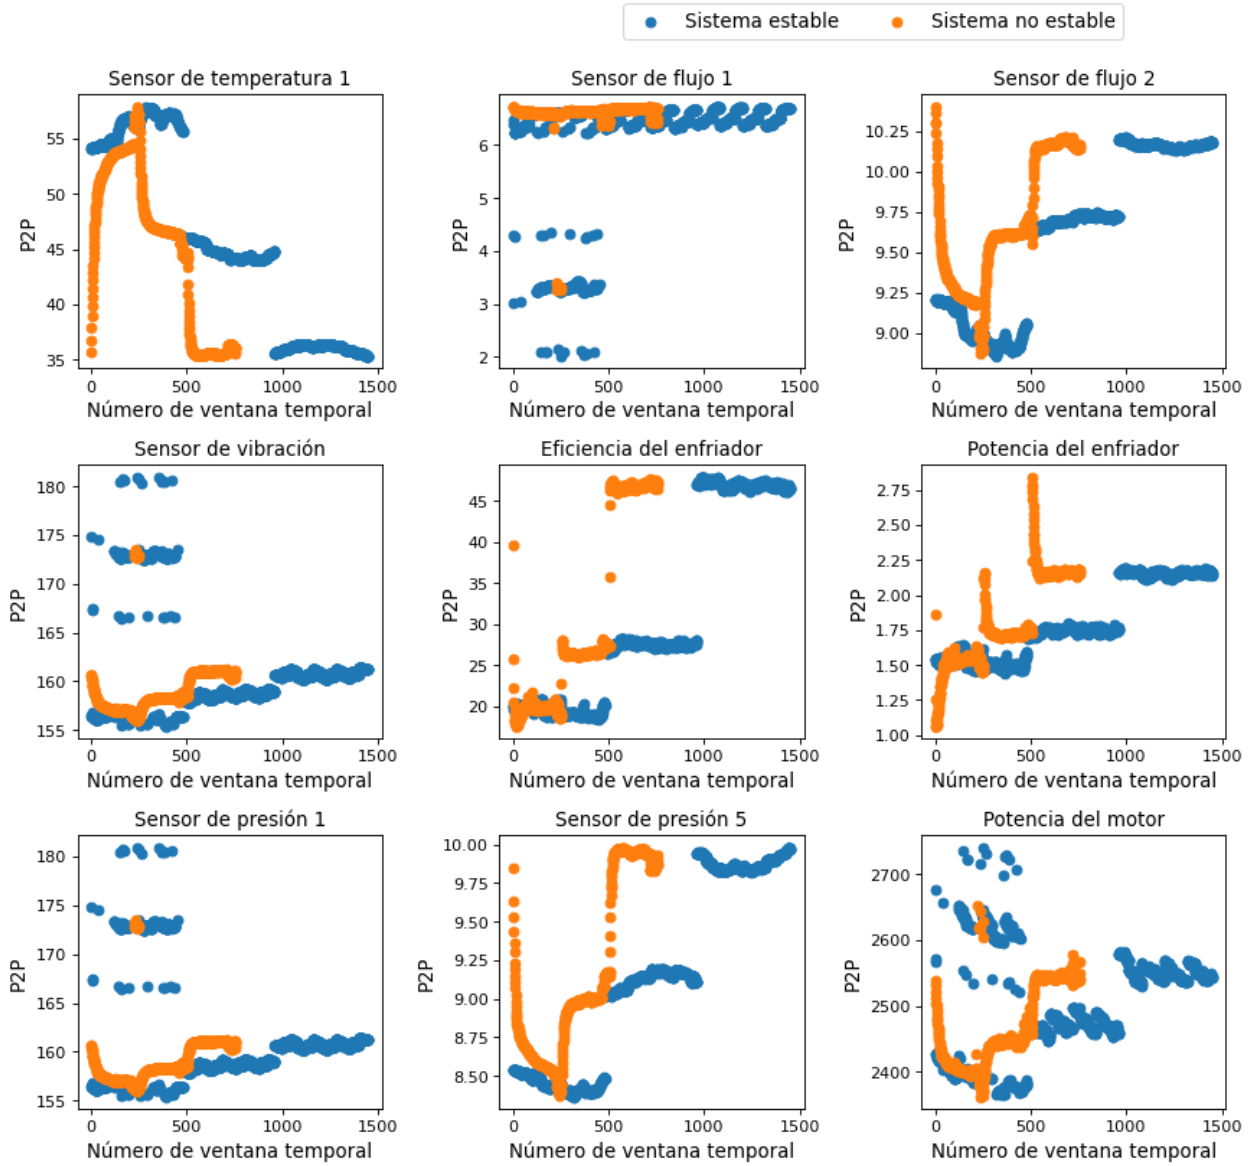 Sistema estable Sistema no estable
Sensor de temperatura 1 Sensor de flujo 1 Sensor de flujo 2
P2P
55
50
45
40
35
0 500 1000 1500
Número de ventana temporal
P2P
6
5
4
3
2
0 500 1000 1500
Número de ventana temporal
P2P
10.25
10.00
9.75
9.50
9.25
9.00
0 500 1000 1500
Número de ventana temporal
Sensor de vibración Eficiencia del enfriador Potencia del enfriador
P2P
180
175
170
165
160
155
0 500 1000 1500
Número de ventana temporal
P2P
45
40
35
30
25
20
0 500 1000 1500
Número de ventana temporal
P2P
2.75
2.50
2.25
2.00
1.75
1.50
1.25
1.00
0 500 1000 1500
Número de ventana temporal
Sensor de presión 1 Sensor de presión 5 Potencia del motor
P2P
180
175
170
165
160
155
0 500 1000 1500
Número de ventana temporal
P2P
10.00
9.75
9.50
9.25
9.00
8.75
8.50
0 500 1000 1500
Número de ventana temporal
P2P
2700
2600
2500
2400
0 500 1000 1500
Número de ventana temporal